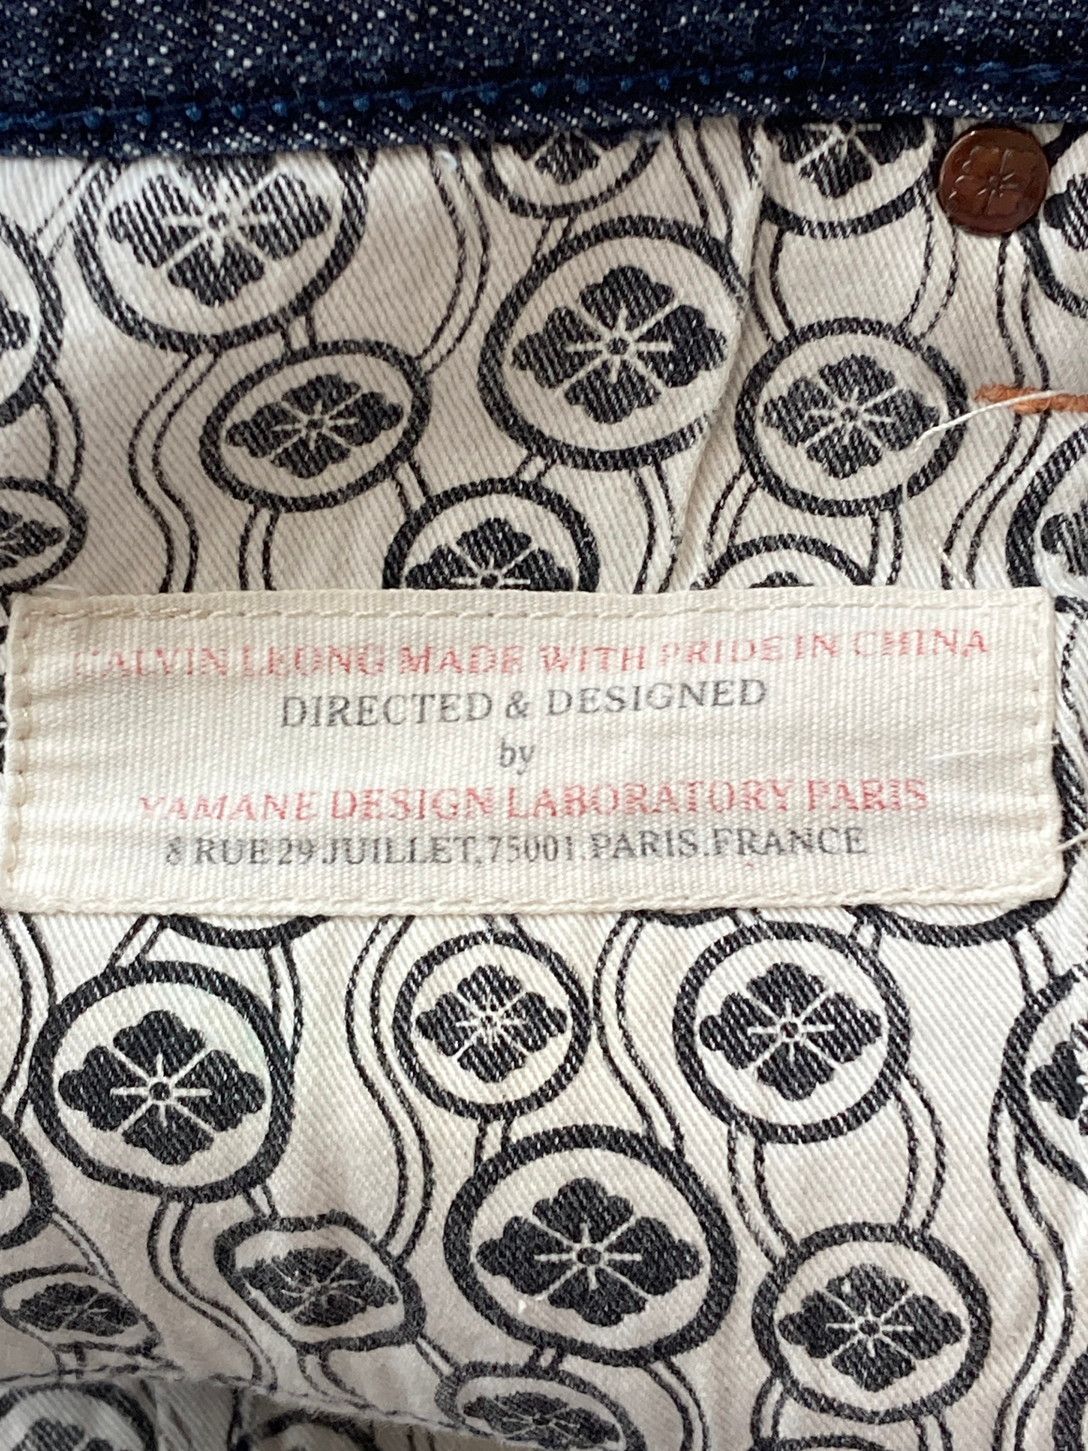 CALVIN LEONG MADE WITH PRIDE IN CHINA
DIRECTED & DESIGNED
by
YAMANE DESIGN LABORATORY PARIS
8 RUE 29.JUILLET,75001.PARIS.FRANCE